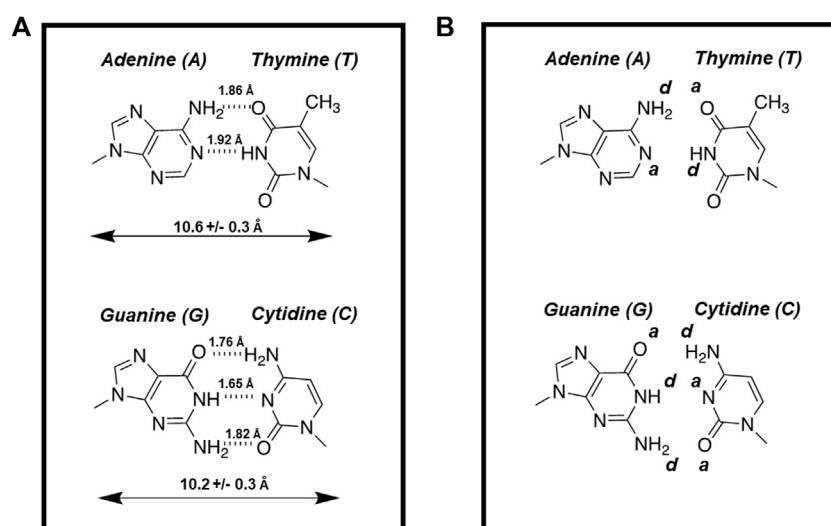 A
Adenine (A) Thymine (T)
1.86 Å
NH2 O CH3
N
1.92 Å
N N HN
N N
O
10.6 +/- 0.3 Å
Guanine (G) Cytidine (C)
1.76 Å
O H2N
N
1.65 Å
N NH N
N
1.82 Å
NH2 O N
10.2 +/- 0.3 Å
B
Adenine (A) Thymine (T)
d a
NH2 O CH3
N
N N HN
a d
N N
O
Guanine (G) Cytidine (C)
a d
O H2N
N
d a
N NH N
N
NH2 O N
d a